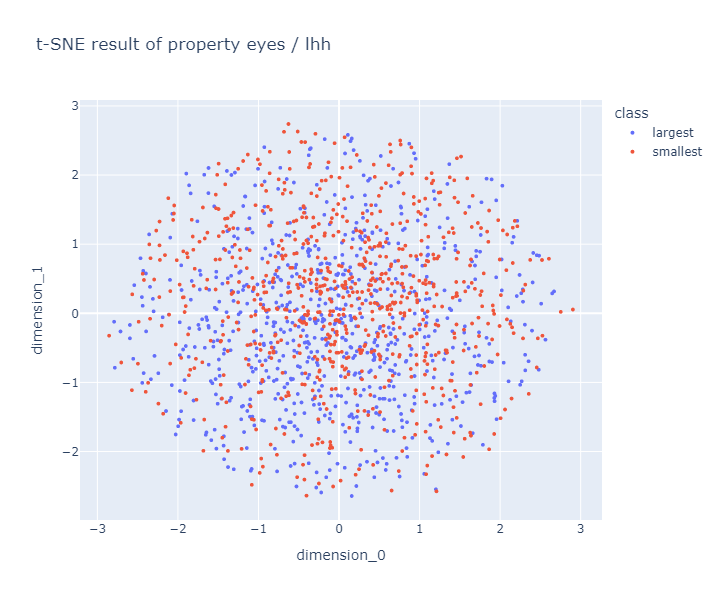 t-SNE result of property eyes / lhh
class
largest
smallest
3
2
1
0
−1
−2
dimension_1
−3
−2
−1
0
1
2
3
dimension_0